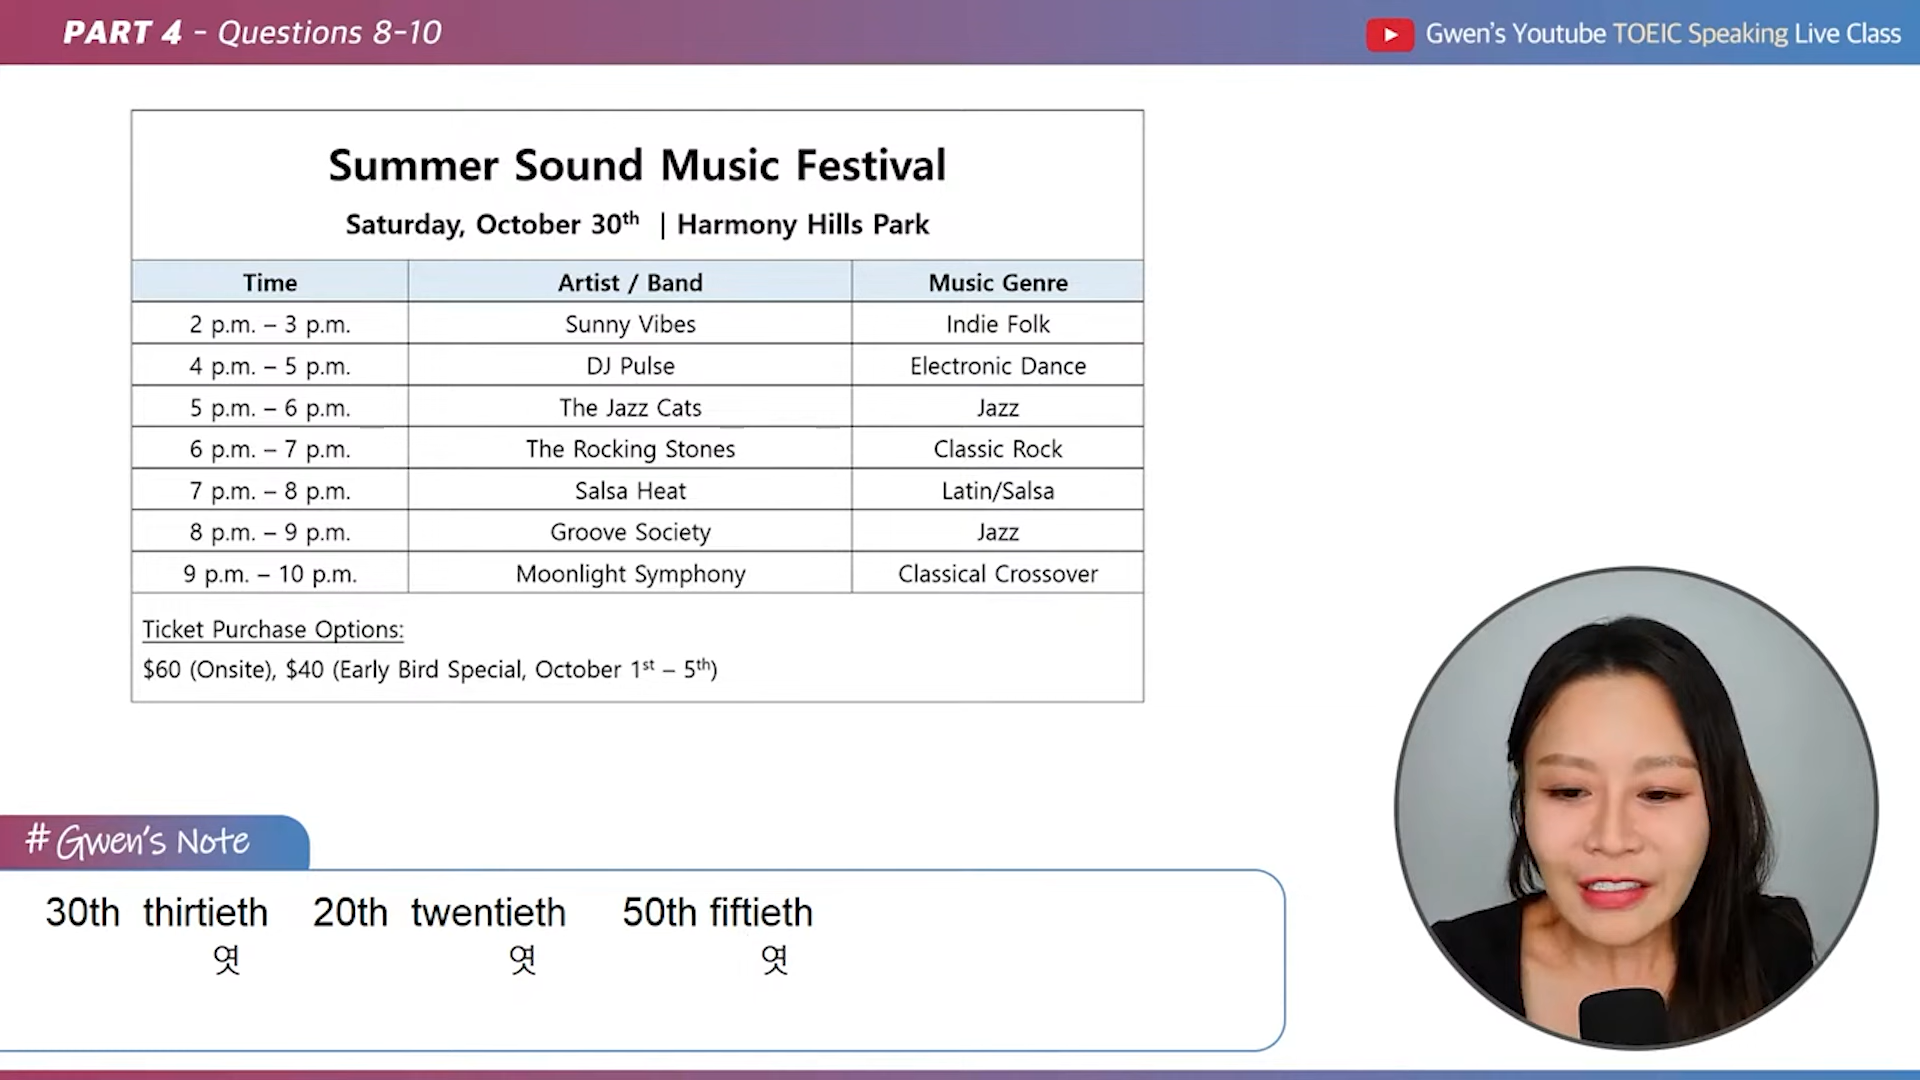 PART 4 - Questions 8-10
Gwen's Youtube TOEIC Speaking Live Class
Summer Sound Music Festival
Saturday, October 30th | Harmony Hills Park
Time Artist / Band Music Genre
2 p.m. – 3 p.m. Sunny Vibes Indie Folk
4 p.m. – 5 p.m. DJ Pulse Electronic Dance
5 p.m. – 6 p.m. The Jazz Cats Jazz
6 p.m. – 7 p.m. The Rocking Stones Classic Rock
7 p.m. – 8 p.m. Salsa Heat Latin/Salsa
8 p.m. – 9 p.m. Groove Society Jazz
9 p.m. – 10 p.m. Moonlight Symphony Classical Crossover
Ticket Purchase Options:
$60 (Onsite), $40 (Early Bird Special, October 1st – 5th)
# Gwen's Note
30th thirtieth 20th twentieth 50th fiftieth
엿 엿 엿